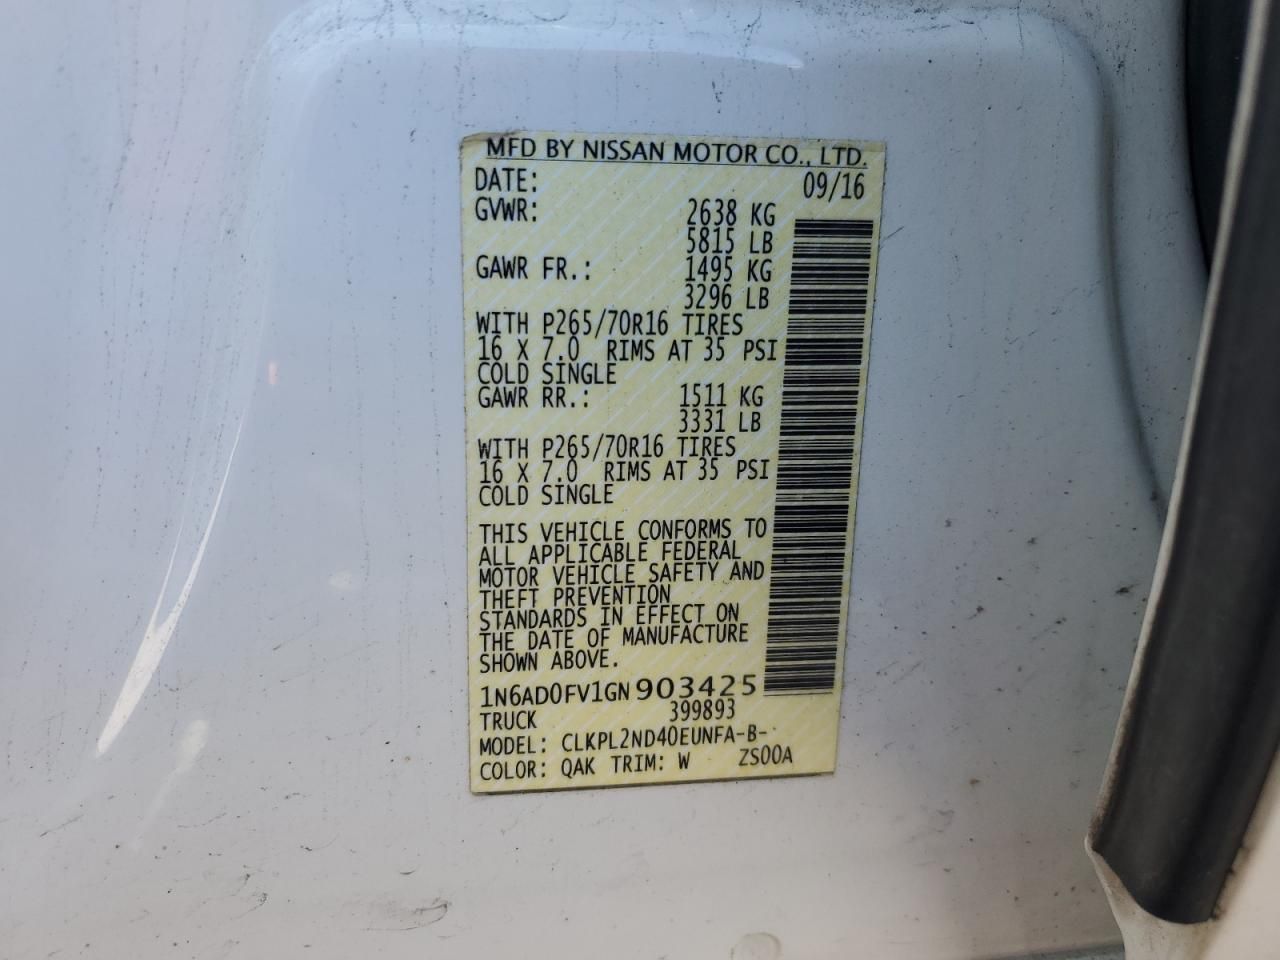 MFD BY NISSAN MOTOR CO., LTD.
DATE: 09/16
GVWR: 2638 KG
5815 LB
GAWR FR.: 1495 KG
3296 LB
WITH P265/70R16 TIRES
16 X 7.0 RIMS AT 35 PSI
COLD SINGLE
GAWR RR.: 1511 KG
3331 LB
WITH P265/70R16 TIRES
16 X 7.0 RIMS AT 35 PSI
COLD SINGLE
THIS VEHICLE CONFORMS TO
ALL APPLICABLE FEDERAL
MOTOR VEHICLE SAFETY AND
THEFT PREVENTION
STANDARDS IN EFFECT ON
THE DATE OF MANUFACTURE
SHOWN ABOVE.
1N6AD0FV1GN903425
TRUCK 399893
MODEL: CLKPL2ND40EUNFA-B-
COLOR: QAK TRIM: W ZS00A